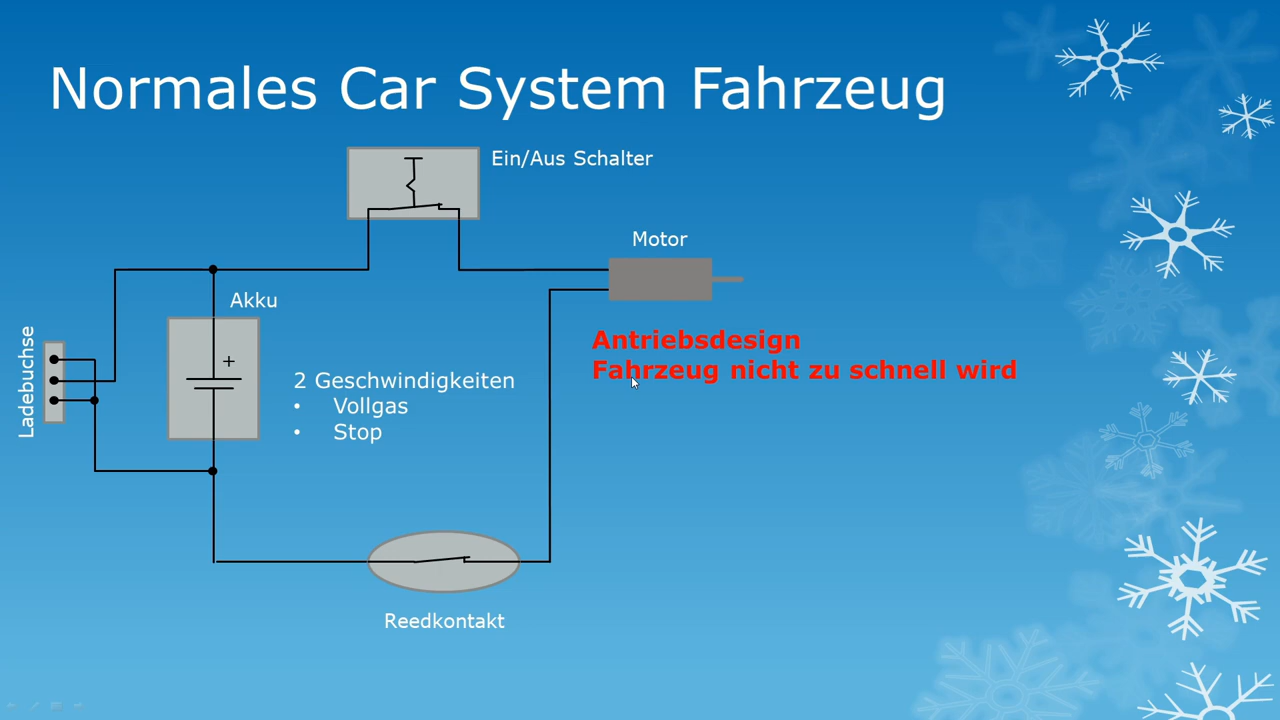 Normales Car System Fahrzeug
Ein/Aus Schalter
Motor
Akku
+
Ladebuchse
Antriebsdesign
Fahrzeug nicht zu schnell wird
2 Geschwindigkeiten
• Vollgas
• Stop
Reedkontakt